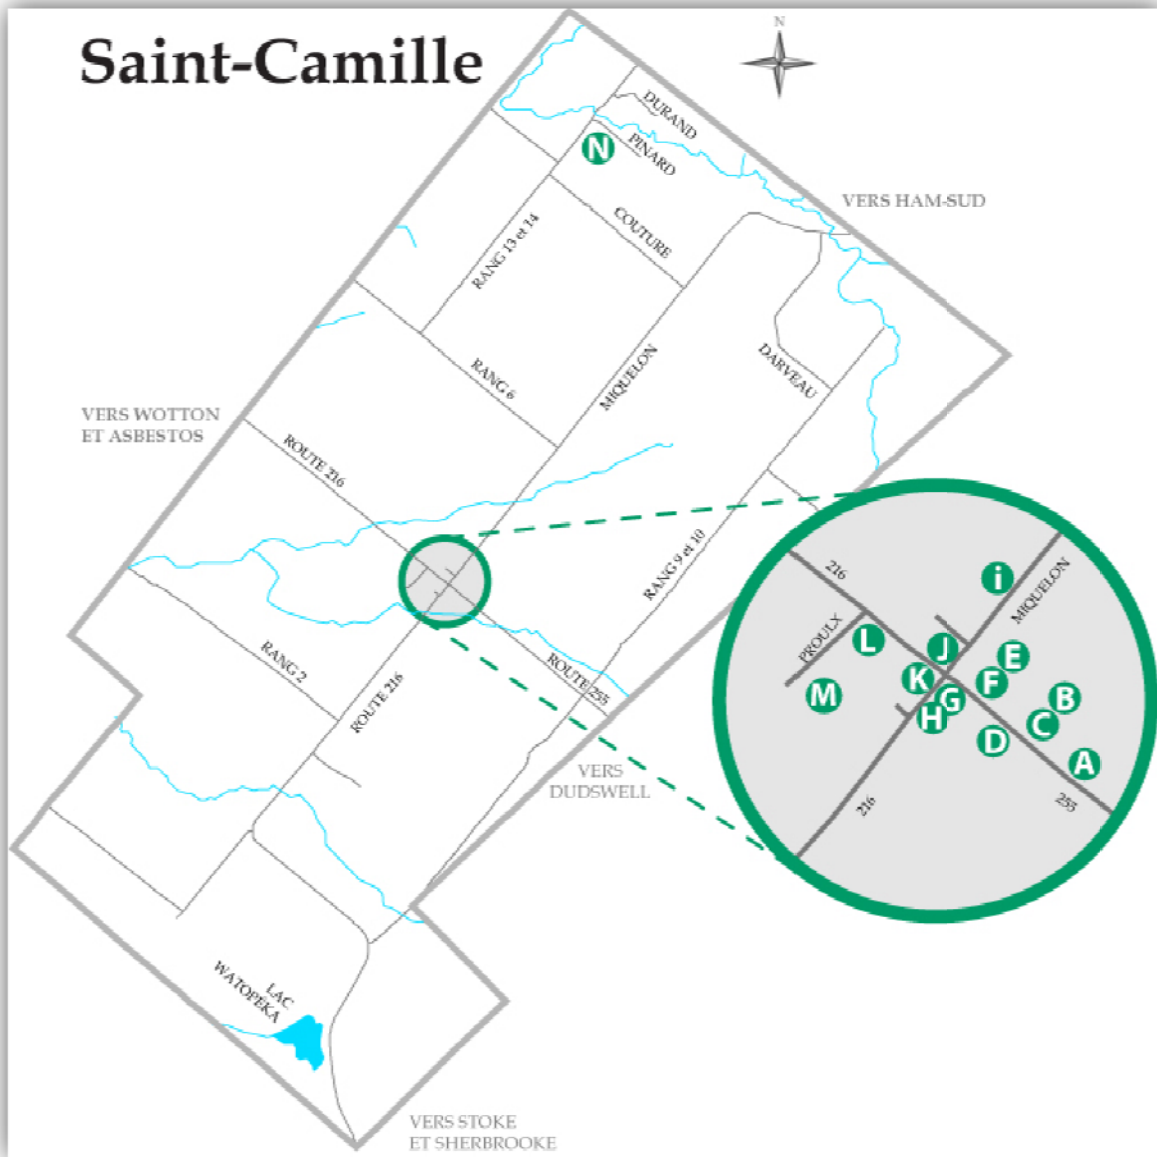 Saint-Camille
N
DURAND
PINARD
N
VERS HAM-SUD
COUTURE
RANG 13 et 14
MIQUELON
DARVEAU
RANG 6
VERS WOTTON
ET ASBESTOS
ROUTE 216
RANG 9 et 10
216
MIQUELON
i
PROULX
L
J
E
K
F
M
G
B
H
C
D
A
216
255
RANG 2
ROUTE 216
ROUTE 255
VERS
DUDSWELL
LAC
WATOPÉKA
VERS STOKE
ET SHERBROOKE